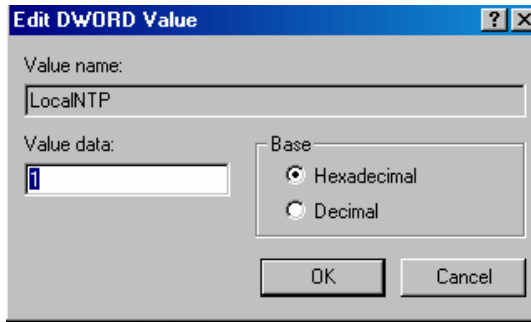 Edit DWORD Value
Value name:
LocalNTP
Value data:
1
Base
Hexadecimal
Decimal
OK
Cancel